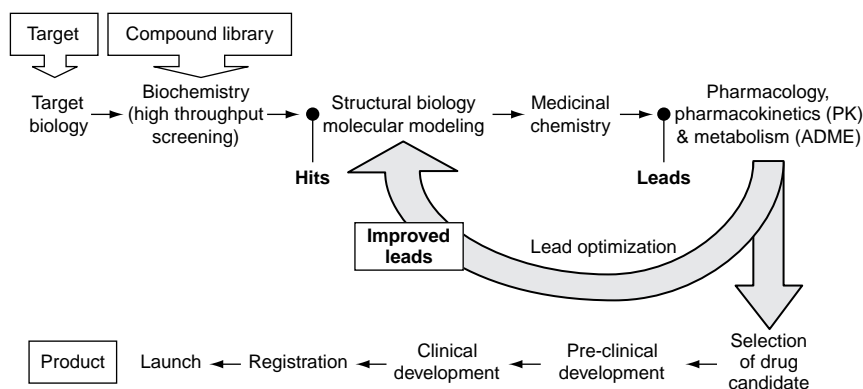 Target
Compound library
Target
biology
Biochemistry
(high throughput
screening)
Structural biology
molecular modeling
Medicinal
chemistry
Pharmacology,
pharmacokinetics (PK)
& metabolism (ADME)
Hits
Leads
Improved
leads
Lead optimization
Product
Launch
Registration
Clinical
development
Pre-clinical
development
Selection
of drug
candidate